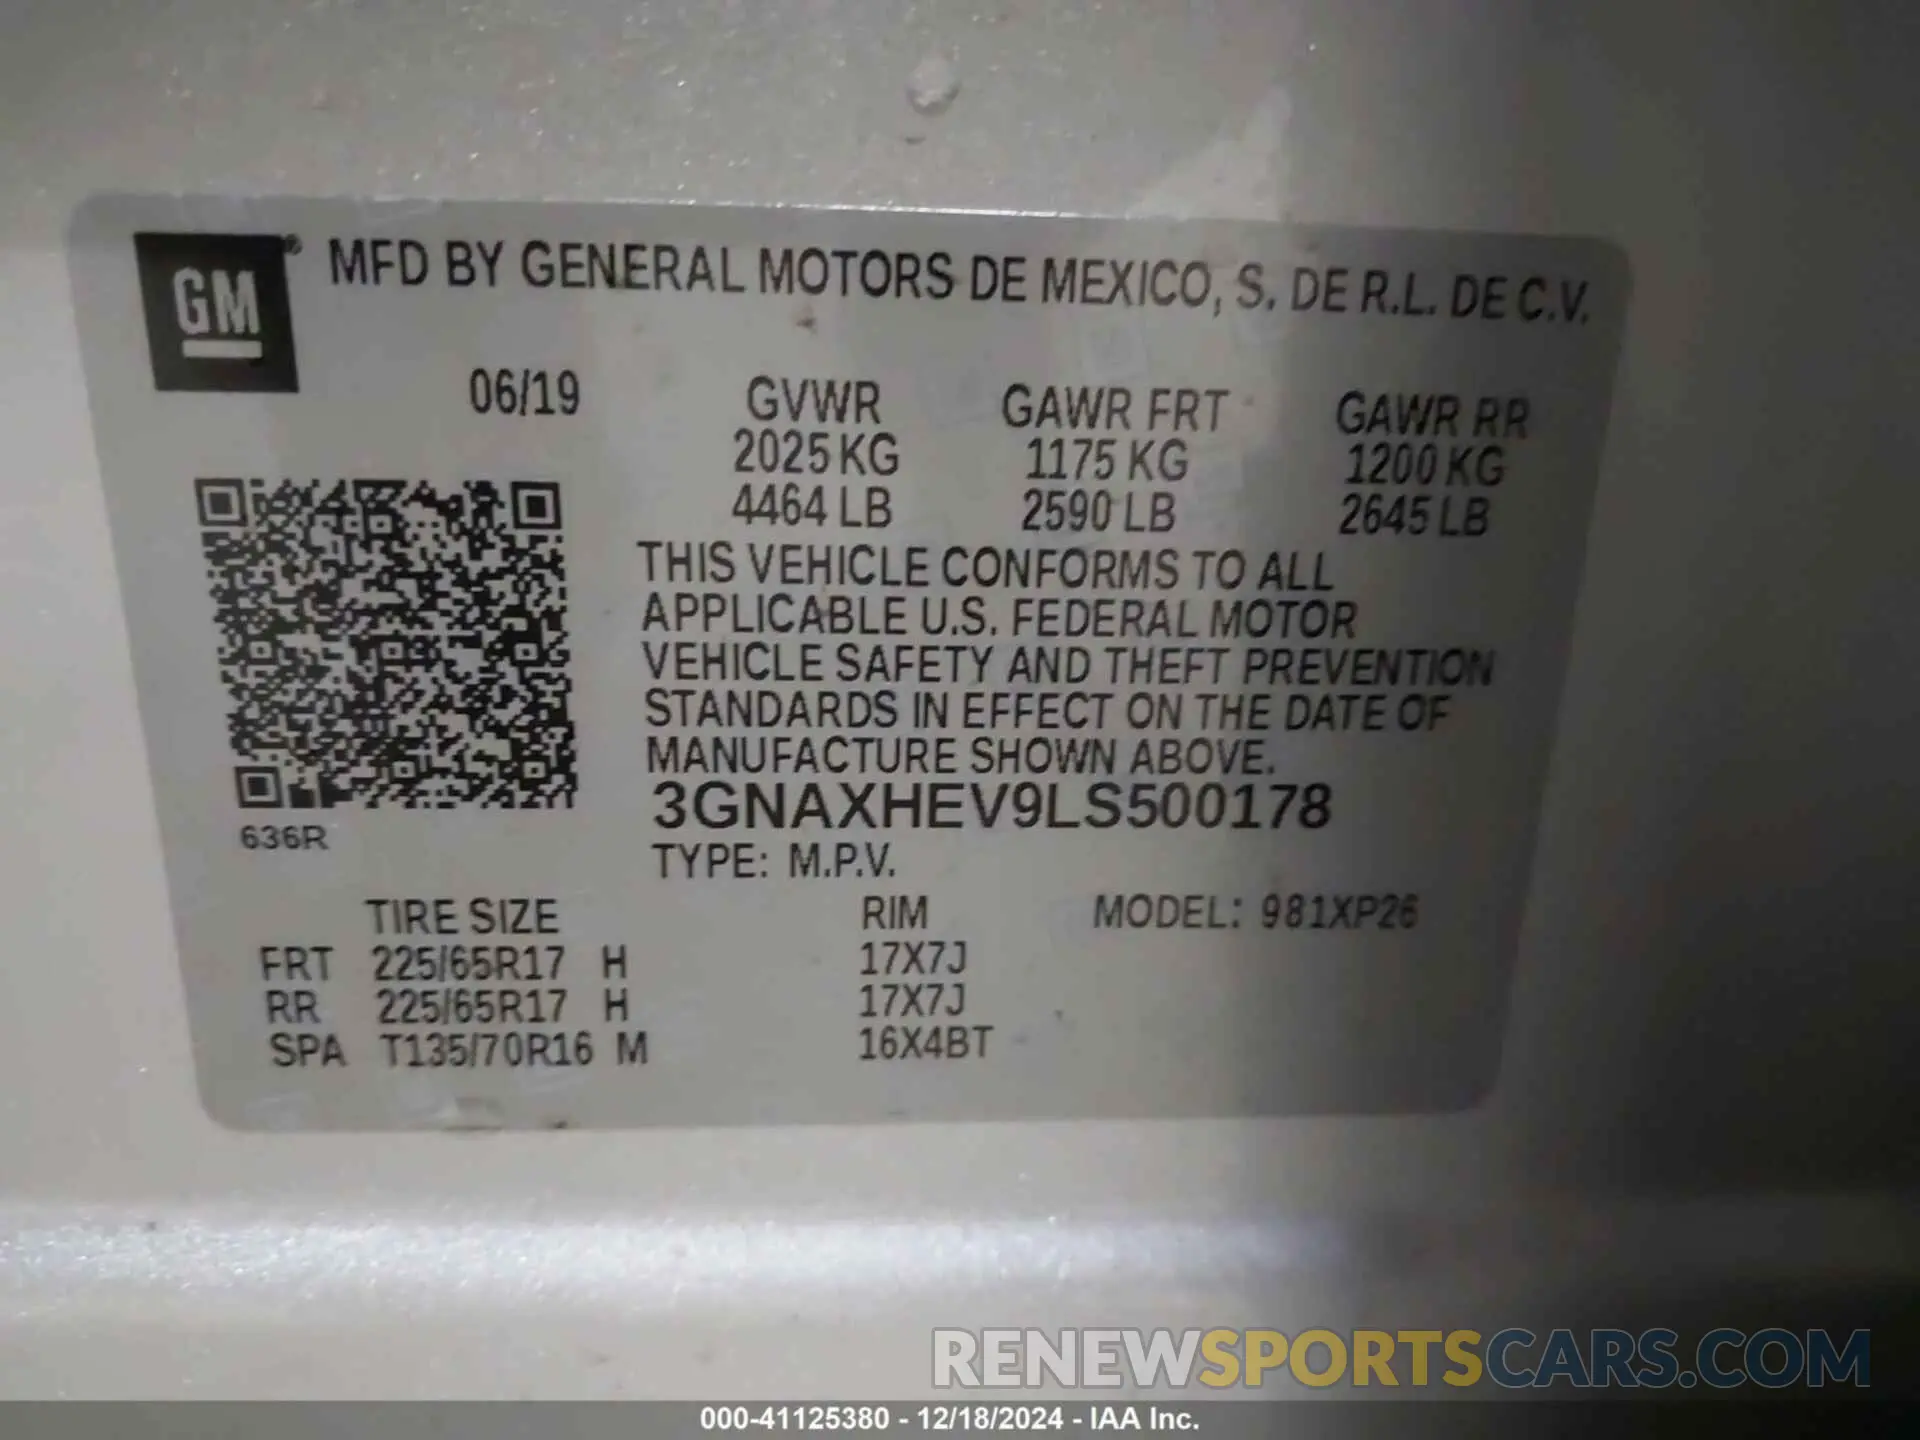 GM® MFD BY GENERAL MOTORS DE MEXICO, S. DE R.L. DE C.V.
06/19 GVWR GAWR FRT GAWR RR
2025 KG 1175 KG 1200 KG
4464 LB 2590 LB 2645 LB
THIS VEHICLE CONFORMS TO ALL
APPLICABLE U.S. FEDERAL MOTOR
VEHICLE SAFETY AND THEFT PREVENTION
STANDARDS IN EFFECT ON THE DATE OF
MANUFACTURE SHOWN ABOVE.
3GNAXHEV9LS500178
636R
TYPE: M.P.V.
TIRE SIZE RIM MODEL: 981XP26
FRT 225/65R17 H 17X7J
RR 225/65R17 H 17X7J
SPA T135/70R16 M 16X4BT
RENEWSPORTSCARS.COM
000-41125380 - 12/18/2024 - IAA Inc.